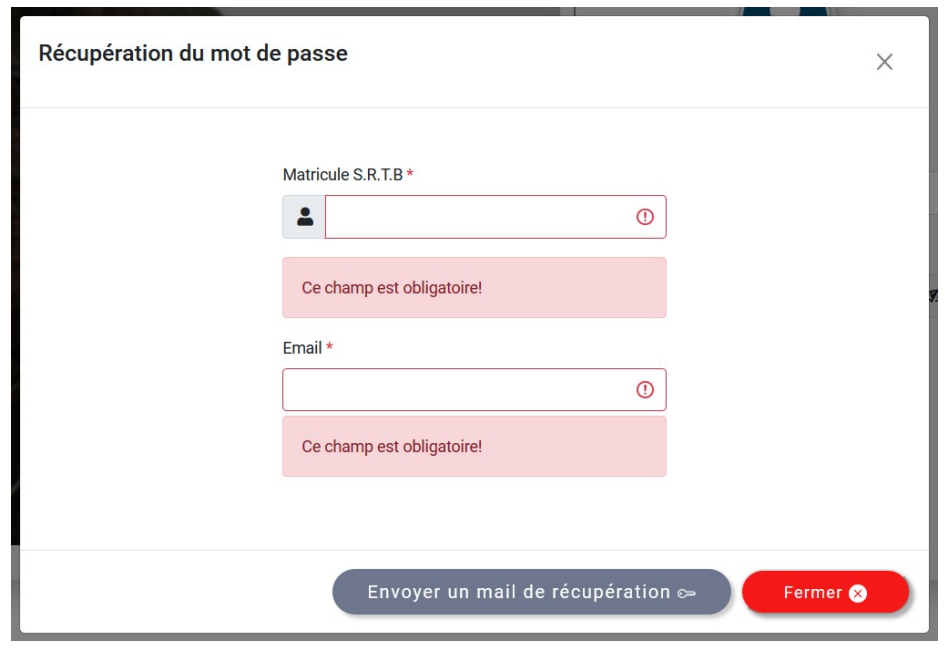 Récupération du mot de passe
Matricule S.R.T.B *
Ce champ est obligatoire!
Email *
Ce champ est obligatoire!
Envoyer un mail de récupération
Fermer